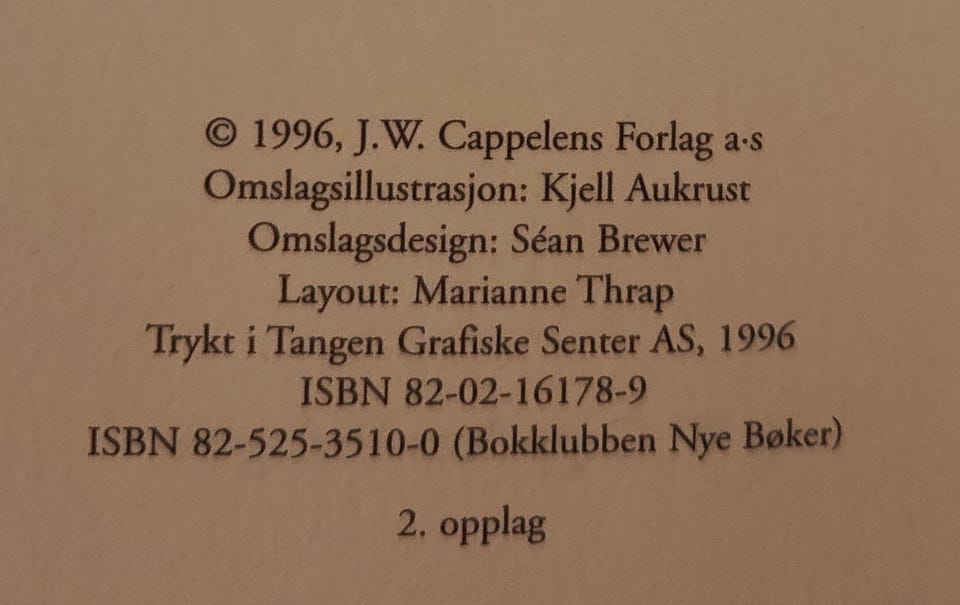 © 1996, J.W. Cappelens Forlag a·s
Omslagsillustrasjon: Kjell Aukrust
Omslagsdesign: Séan Brewer
Layout: Marianne Thrap
Trykt i Tangen Grafiske Senter AS, 1996
ISBN 82-02-16178-9
ISBN 82-525-3510-0 (Bokklubben Nye Bøker)
2. opplag